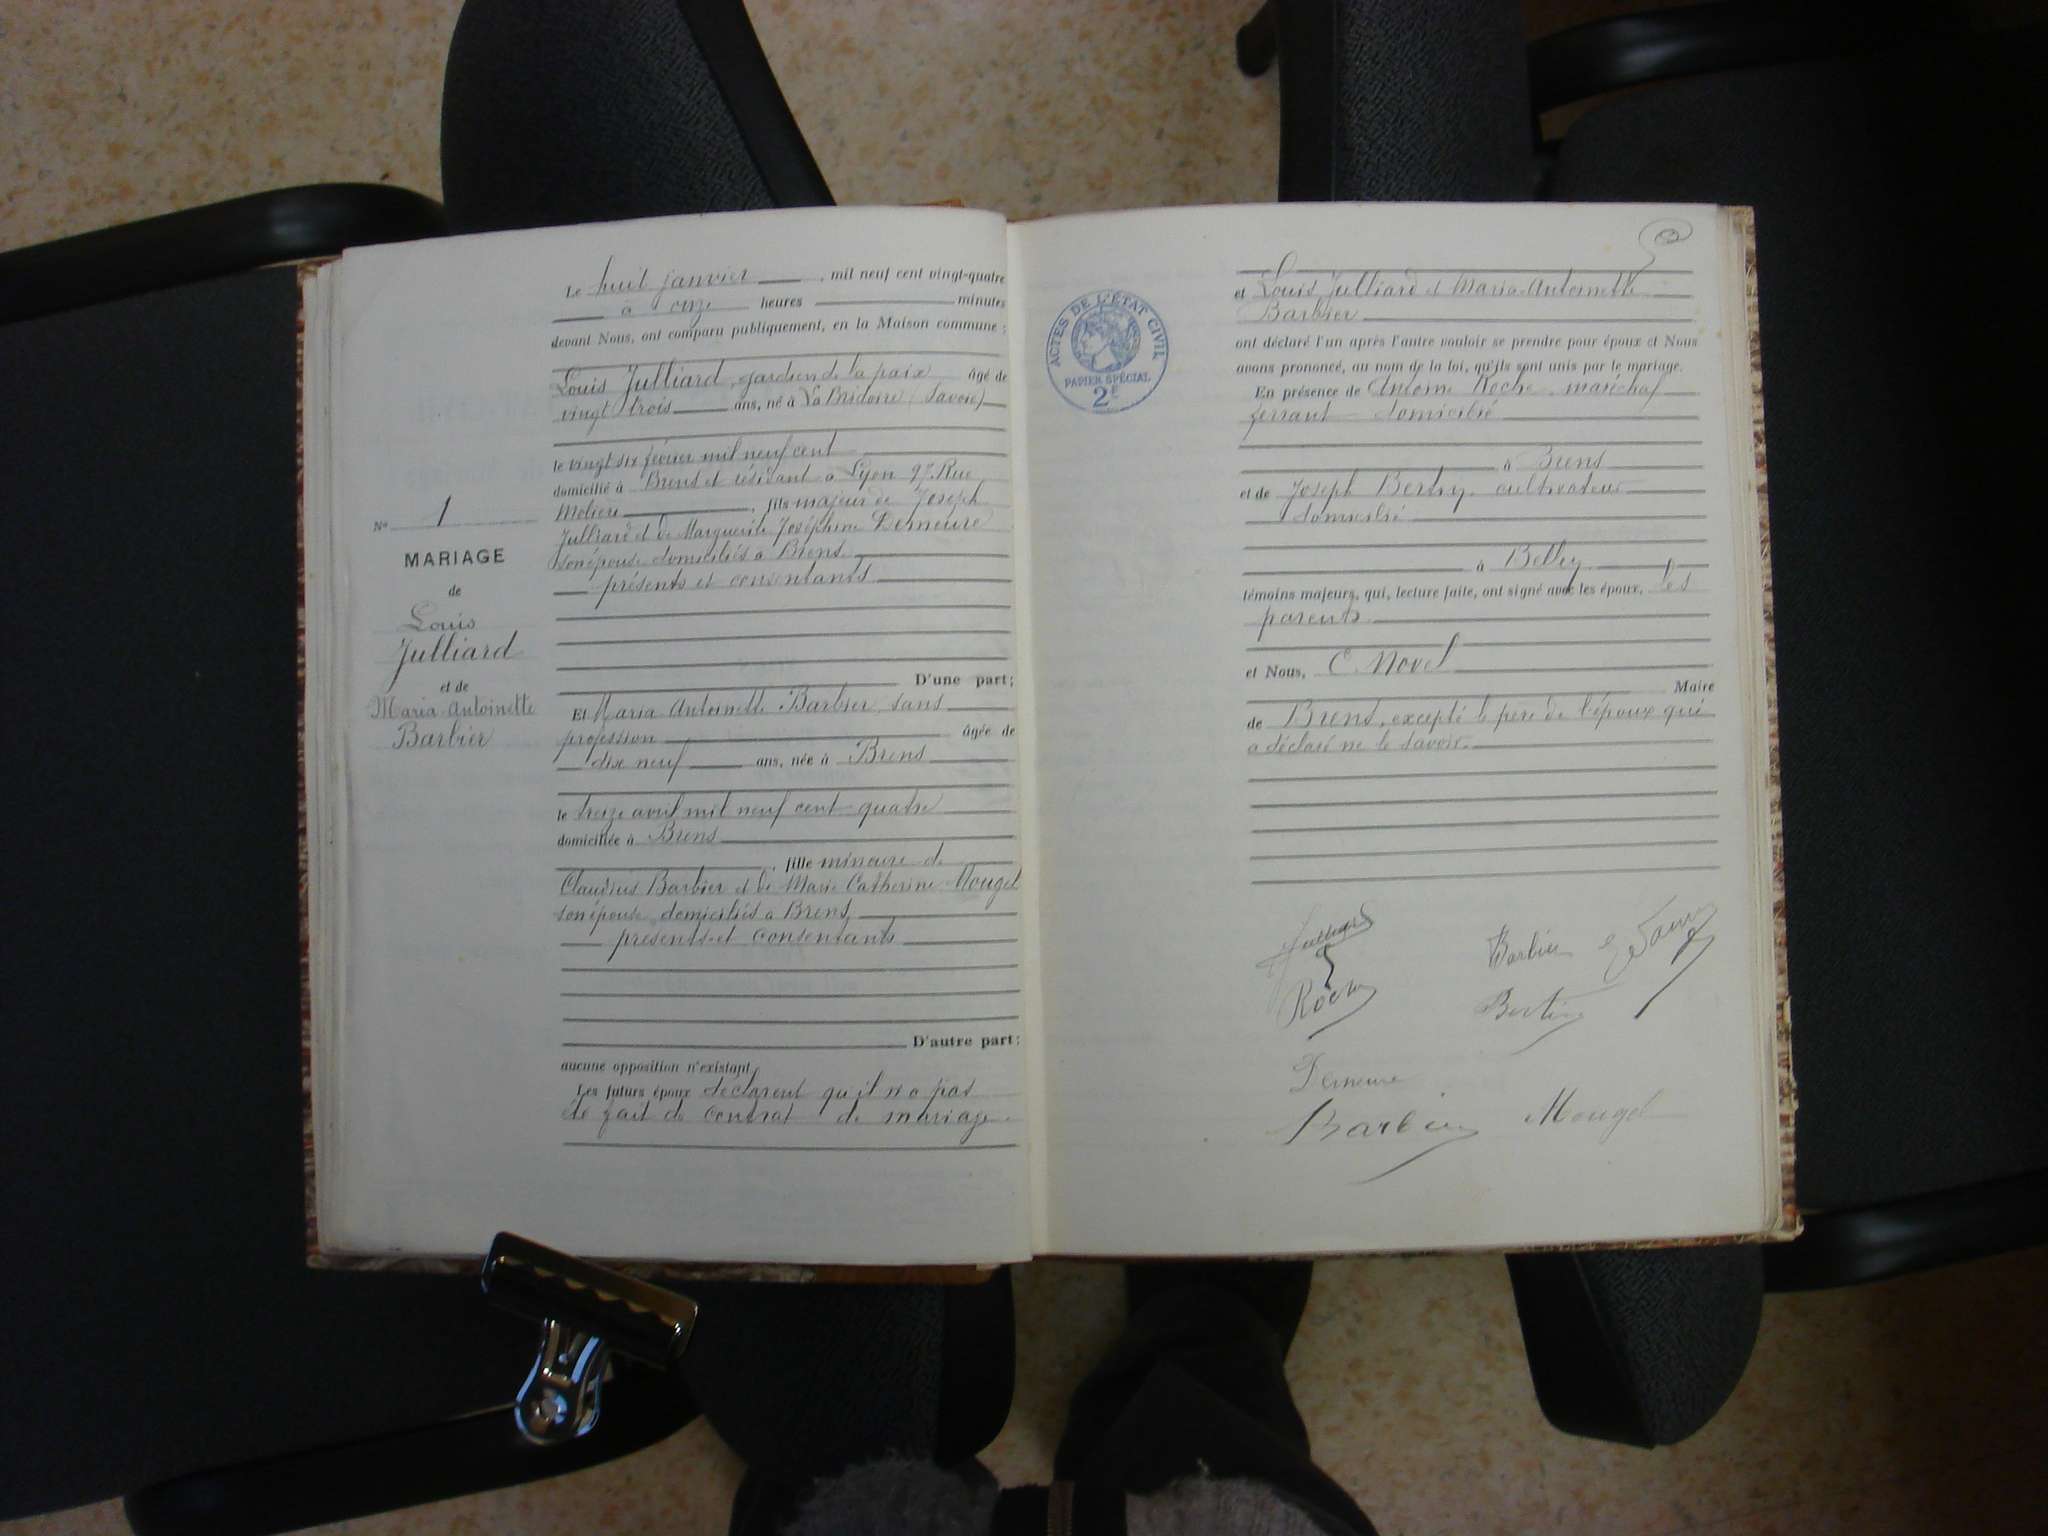 Le huit janvier, mil neuf cent vingt-quatre
à onze heures minutes
devant Nous, ont comparu publiquement, en la Maison commune :
Louis Julliard, gardien de la paix âgé de
vingt trois ans, né à La Bridoire (Savoie)
le vingt six février mil neuf cent
domicilié à Brens et résidant à Lyon 97. Rue
Molière, fils majeur de Joseph
Julliard et de Marguerite Joséphine Demeure
son épouse domiciliés à Brens
présents et consentants
D'une part;
Et Maria Antoinette Barbier, sans
profession âgée de
dix neuf ans, née à Brens
le treize avril mil neuf cent quatre
domiciliée à Brens
, fille mineure de
Claudius Barbier et de Marie Catherine Mougel
son épouse domiciliés à Brens
présents et consentants
D'autre part;
aucune opposition n'existant
Les futurs époux déclarent qu'il n'a pas
été fait de contrat de mariage.
N° 1
MARIAGE
de
Louis
Julliard
et de
Maria-Antoinette
Barbier
ACTES DE L'ÉTAT CIVIL
PAPIER SPÉCIAL
2F
et Louis Julliard et Maria-Antoinette
Barbier
ont déclaré l'un après l'autre vouloir se prendre pour époux et Nous
avons prononcé, au nom de la loi, qu'ils sont unis par le mariage.
En présence de Antoine Roche, maréchal
ferrant domicilié
à Brens
et de Joseph Bertin, cultivateur
domicilié
à Belley
témoins majeurs, qui, lecture faite, ont signé avec les époux, les
parents
et Nous, C. Novel
Maire
de Brens, excepté le père de l'époux qui
a déclaré ne le savoir.
Julliard
Barbier
Roche
Bertin
Demeure
Barbier Mougel